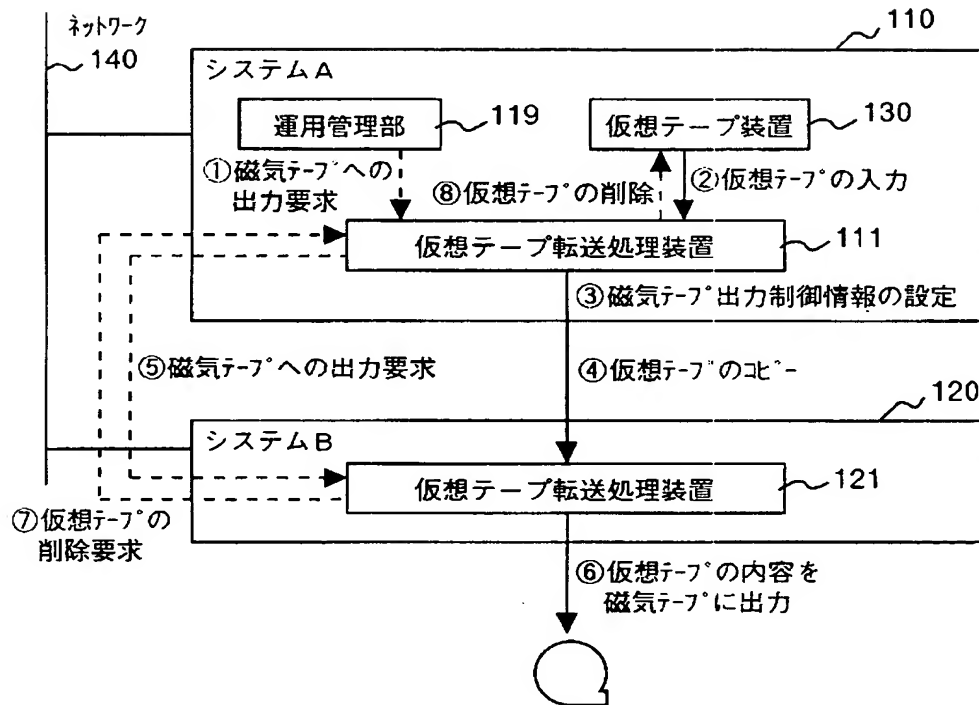 ネットワーク
140
110
システムA
運用管理部
119
仮想テープ装置
130
①磁気ﾃｰﾌﾟへの
出力要求
⑧仮想ﾃｰﾌﾟの削除
②仮想ﾃｰﾌﾟの入力
仮想テープ転送処理装置
111
③磁気ﾃｰﾌﾟ出力制御情報の設定
⑤磁気ﾃｰﾌﾟへの出力要求
④仮想ﾃｰﾌﾟのｺﾋﾟｰ
120
システムB
仮想テープ転送処理装置
121
⑦仮想ﾃｰﾌﾟの
削除要求
⑥仮想ﾃｰﾌﾟの内容を
磁気ﾃｰﾌﾟに出力